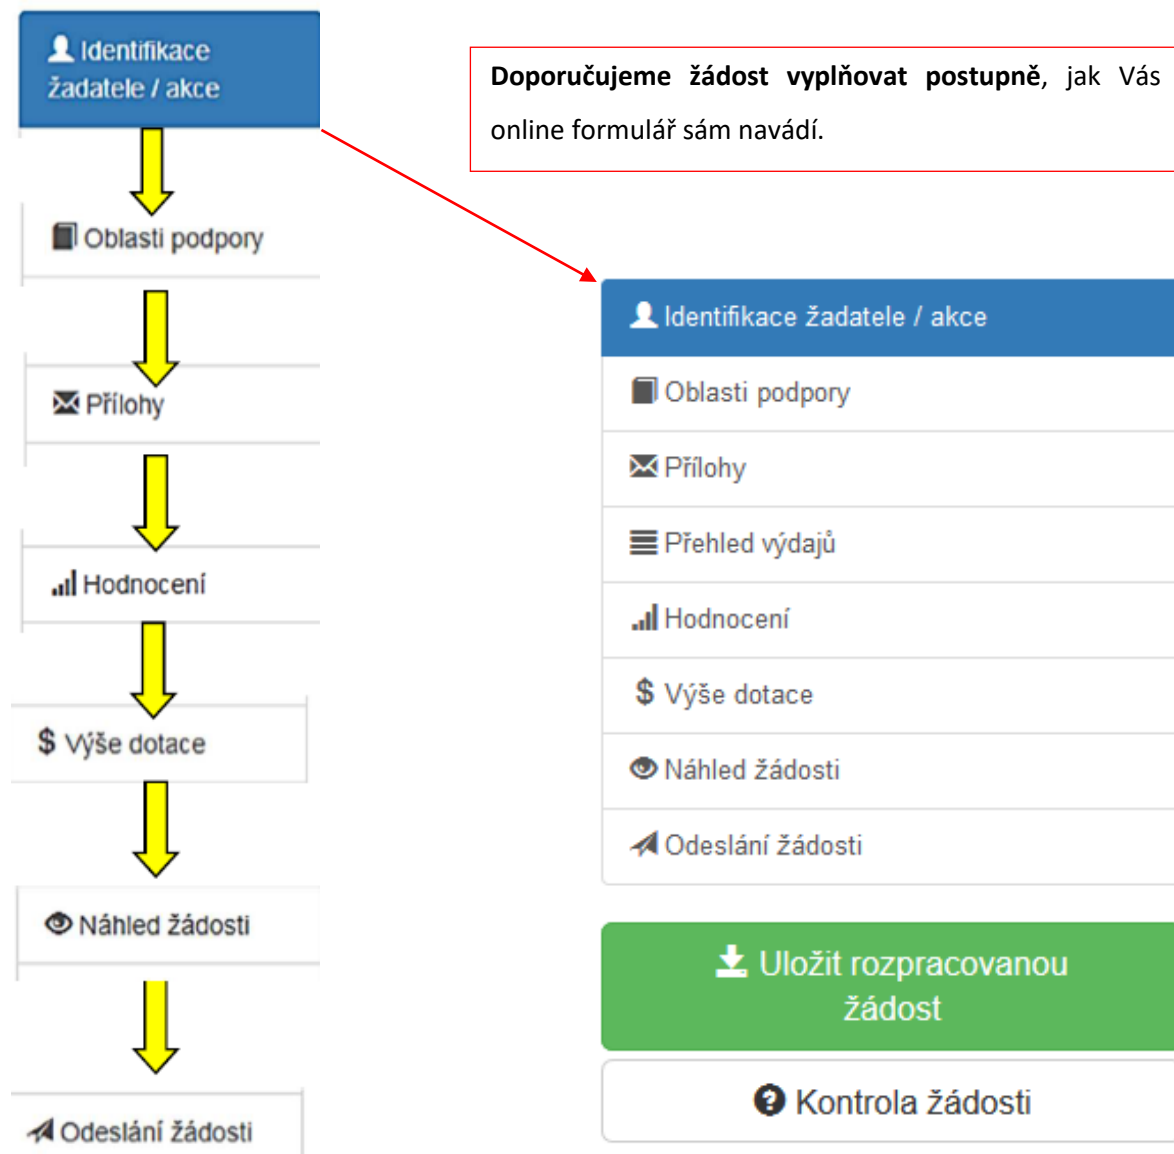 Identifikace
žadatele / akce
Oblasti podpory
Přílohy
Hodnocení
$ Výše dotace
Náhled žádosti
Odeslání žádosti
Doporučujeme žádost vyplňovat postupně, jak Vás
online formulář sám navádí.
Identifikace žadatele / akce
Oblasti podpory
Přílohy
Přehled výdajů
Hodnocení
$ Výše dotace
Náhled žádosti
Odeslání žádosti
Uložit rozpracovanou
žádost
Kontrola žádosti